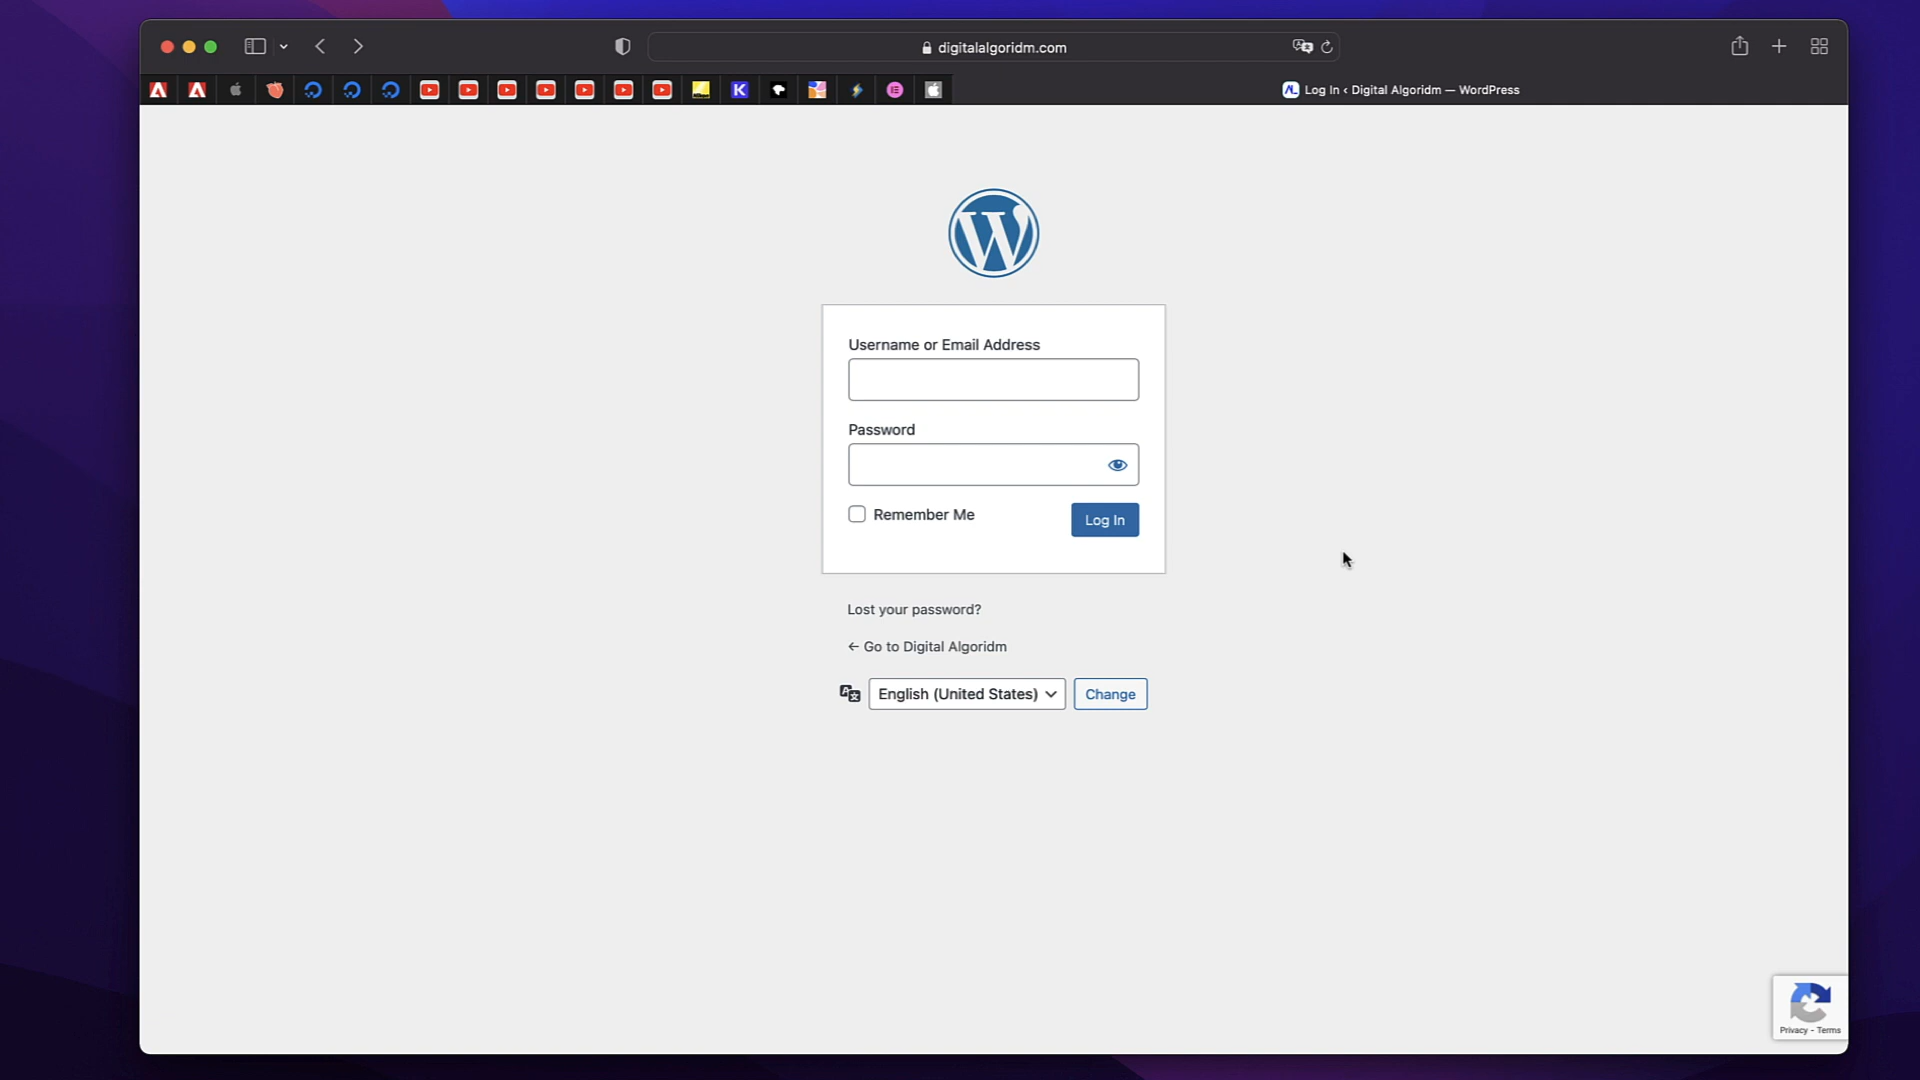 digitalalgoridm.com
Log In ‹ Digital Algoridm — WordPress
Username or Email Address
Password
Remember Me
Log In
Lost your password?
← Go to Digital Algoridm
English (United States)
Change
Privacy - Terms